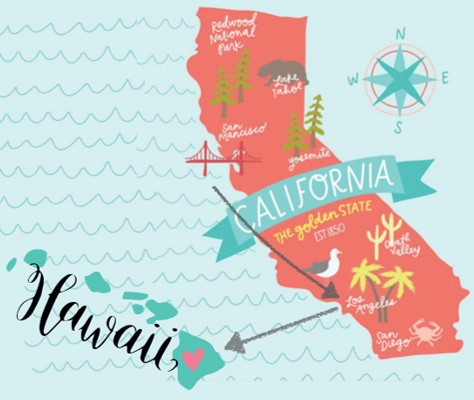 Redwood
National
Park
N
W
E
S
Lake
Tahoe
San
Francisco
yosemite
CALIFORNIA
THE golden STATE
EST 1850
Death
Valley
Los
Angeles
San
Diego
Hawaii